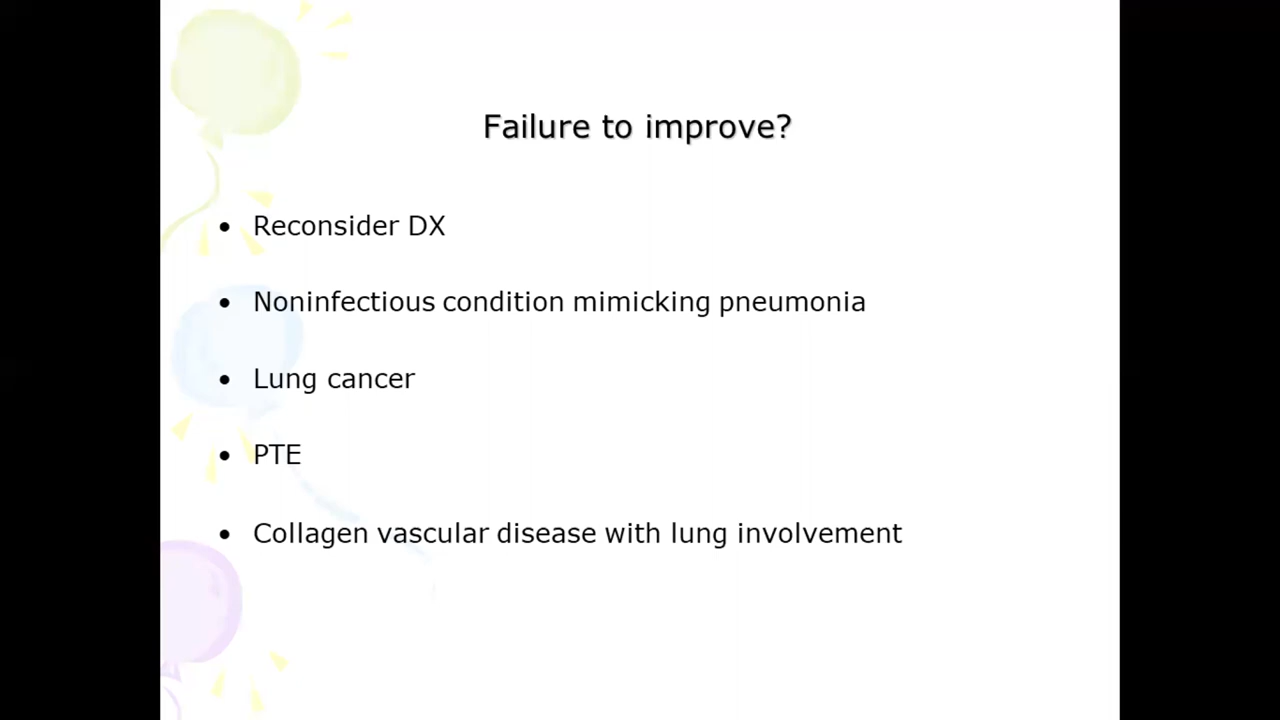 Failure to improve?
• Reconsider DX
• Noninfectious condition mimicking pneumonia
• Lung cancer
• PTE
• Collagen vascular disease with lung involvement